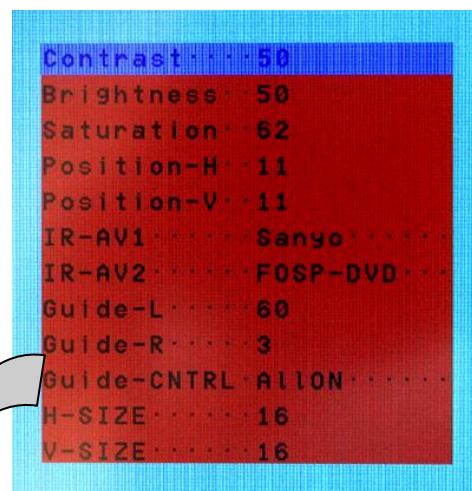 Contrast····50
Brightness··50
Saturation··62
Position-H··11
Position-V··11
IR-AV1······Sanyo······
IR-AV2······FOSP-DVD···
Guide-L·····60
Guide-R·····3
Guide-CNTRL·AllON······
H-SIZE······16
V-SIZE······16